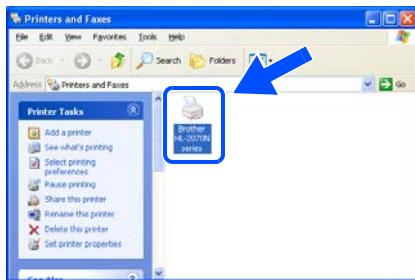 Printers and Faxes
File Edit View Favorites Tools Help
Back Search Folders
Address Printers and Faxes Go
Printer Tasks
Add a printer
See what's printing
Select printing
preferences
Pause printing
Share this printer
Rename this printer
Delete this printer
Set printer properties
See Also
Brother
HL-2070N
series